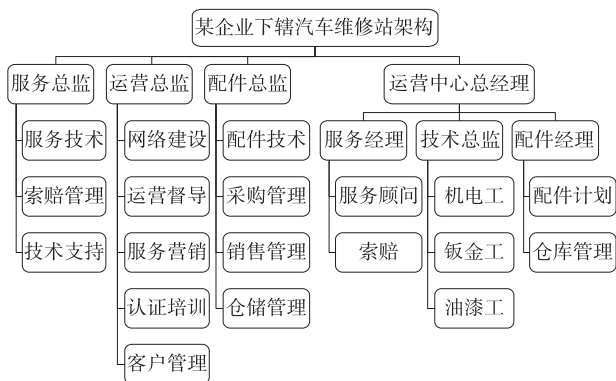 某企业下辖汽车维修站架构
服务总监 运营总监 配件总监 运营中心总经理
服务技术 网络建设 配件技术 服务经理 技术总监 配件经理
索赔管理 运营督导 采购管理 服务顾问 机电工 配件计划
技术支持 服务营销 销售管理 索赔 钣金工 仓库管理
认证培训 仓储管理 油漆工
客户管理